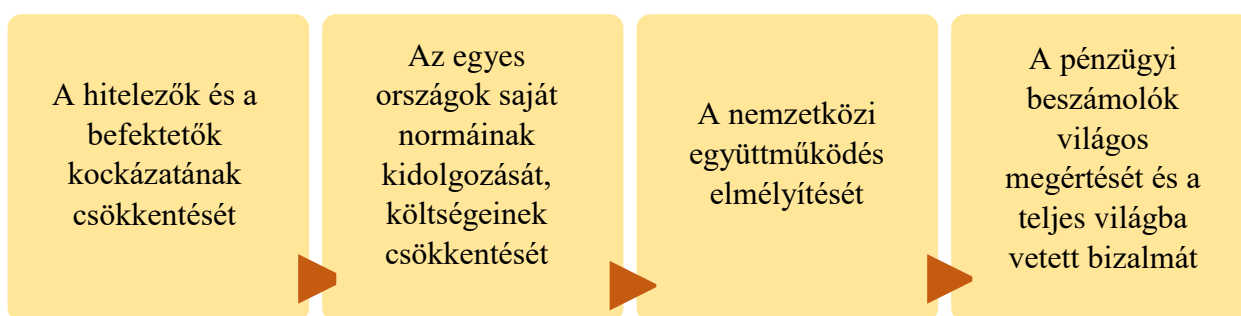 A hitelezők és a
befektetők
kockázatának
csökkentését
Az egyes
országok saját
normáinak
kidolgozását,
költségeinek
csökkentését
A nemzetközi
együttműködés
elmélyítését
A pénzügyi
beszámolók
világos
megértését és a
teljes világba
vetett bizalmát